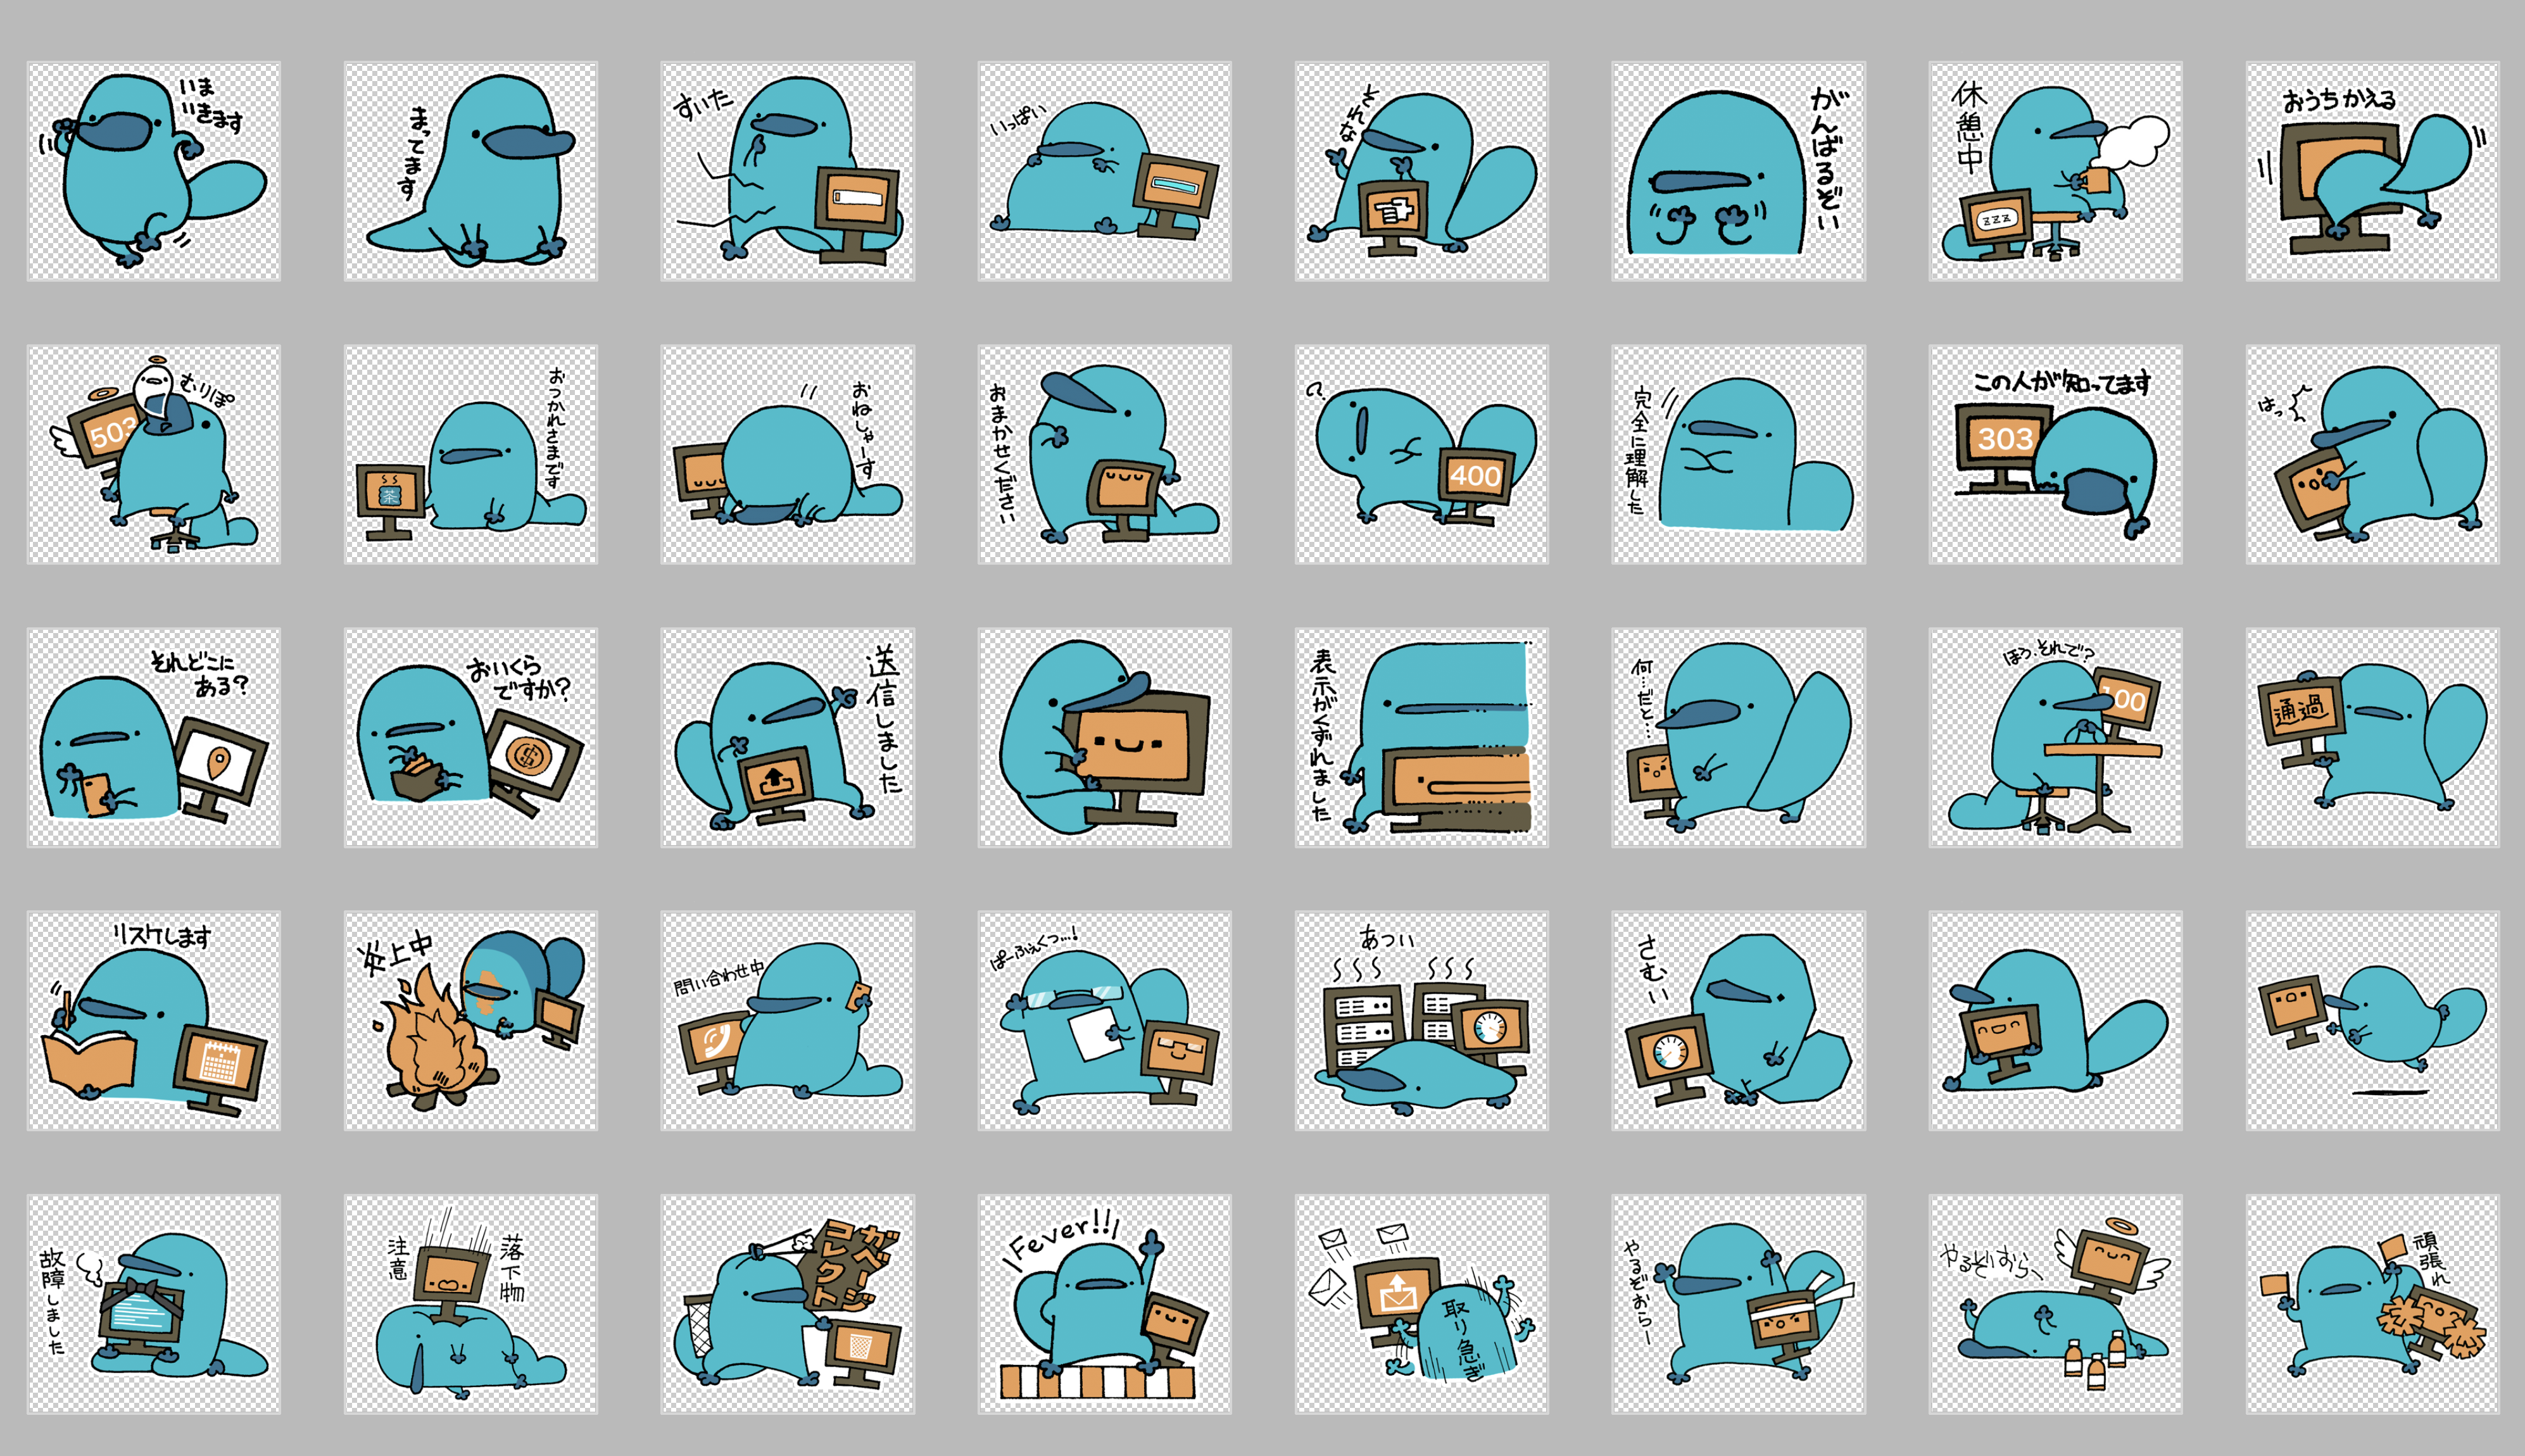 いま
いきます
まってます
すいた
いっぱい
それな
がんばるぞい
休憩中
zzz
おうちかえる
503
むりぽ
茶
おつかれさまです
おねしゃーす
おまかせください
?
400
完全に理解した
この人が知ってます
303
はっ
それどこに
ある?
おいくら
ですか?
$
送信しました
表示がくずれました
何…だと…
ほう、それで?
100
通過
リスケします
炎上中
問い合わせ中
ぱーふぇくつ…!
あつい
さむい
故障しました
注意
落下物
ガベージ
コレクト
Fever!!
取り急ぎ
やるぞおらー
やるぞいおら、
頑張れ